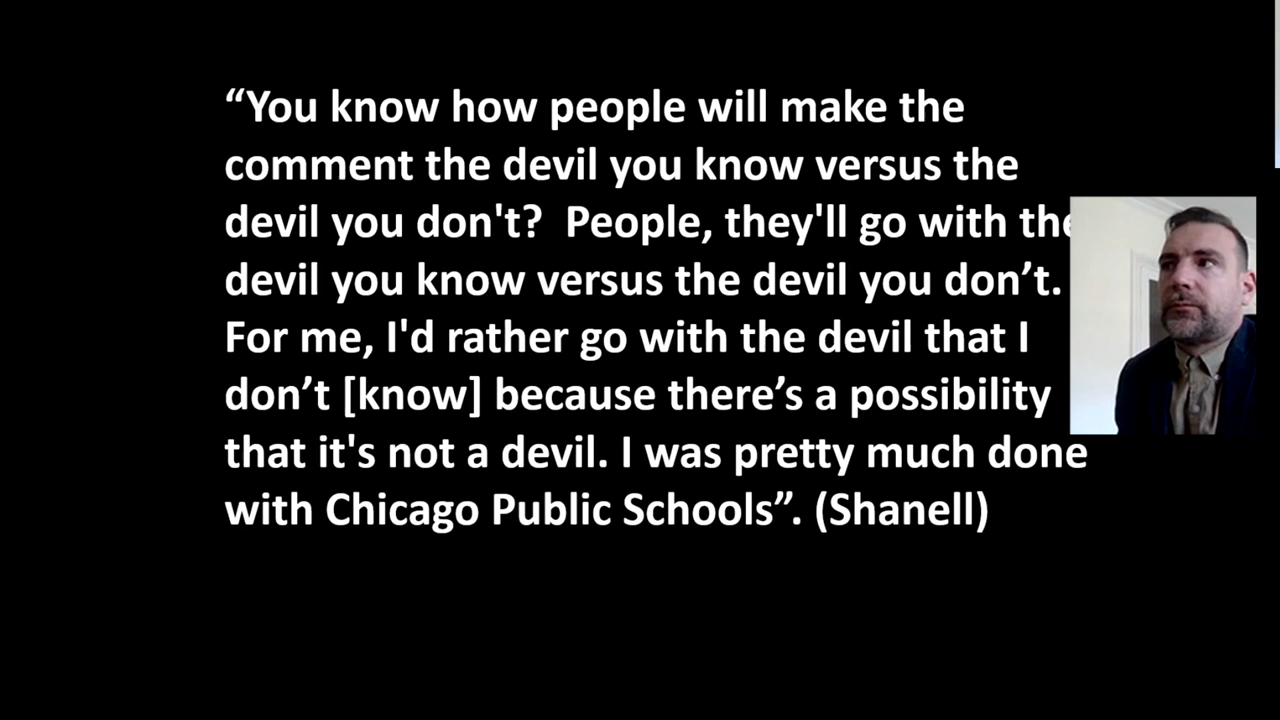 “You know how people will make the
comment the devil you know versus the
devil you don't?  People, they'll go with the
devil you know versus the devil you don’t.
For me, I'd rather go with the devil that I
don’t [know] because there’s a possibility
that it's not a devil. I was pretty much done
with Chicago Public Schools”. (Shanell)